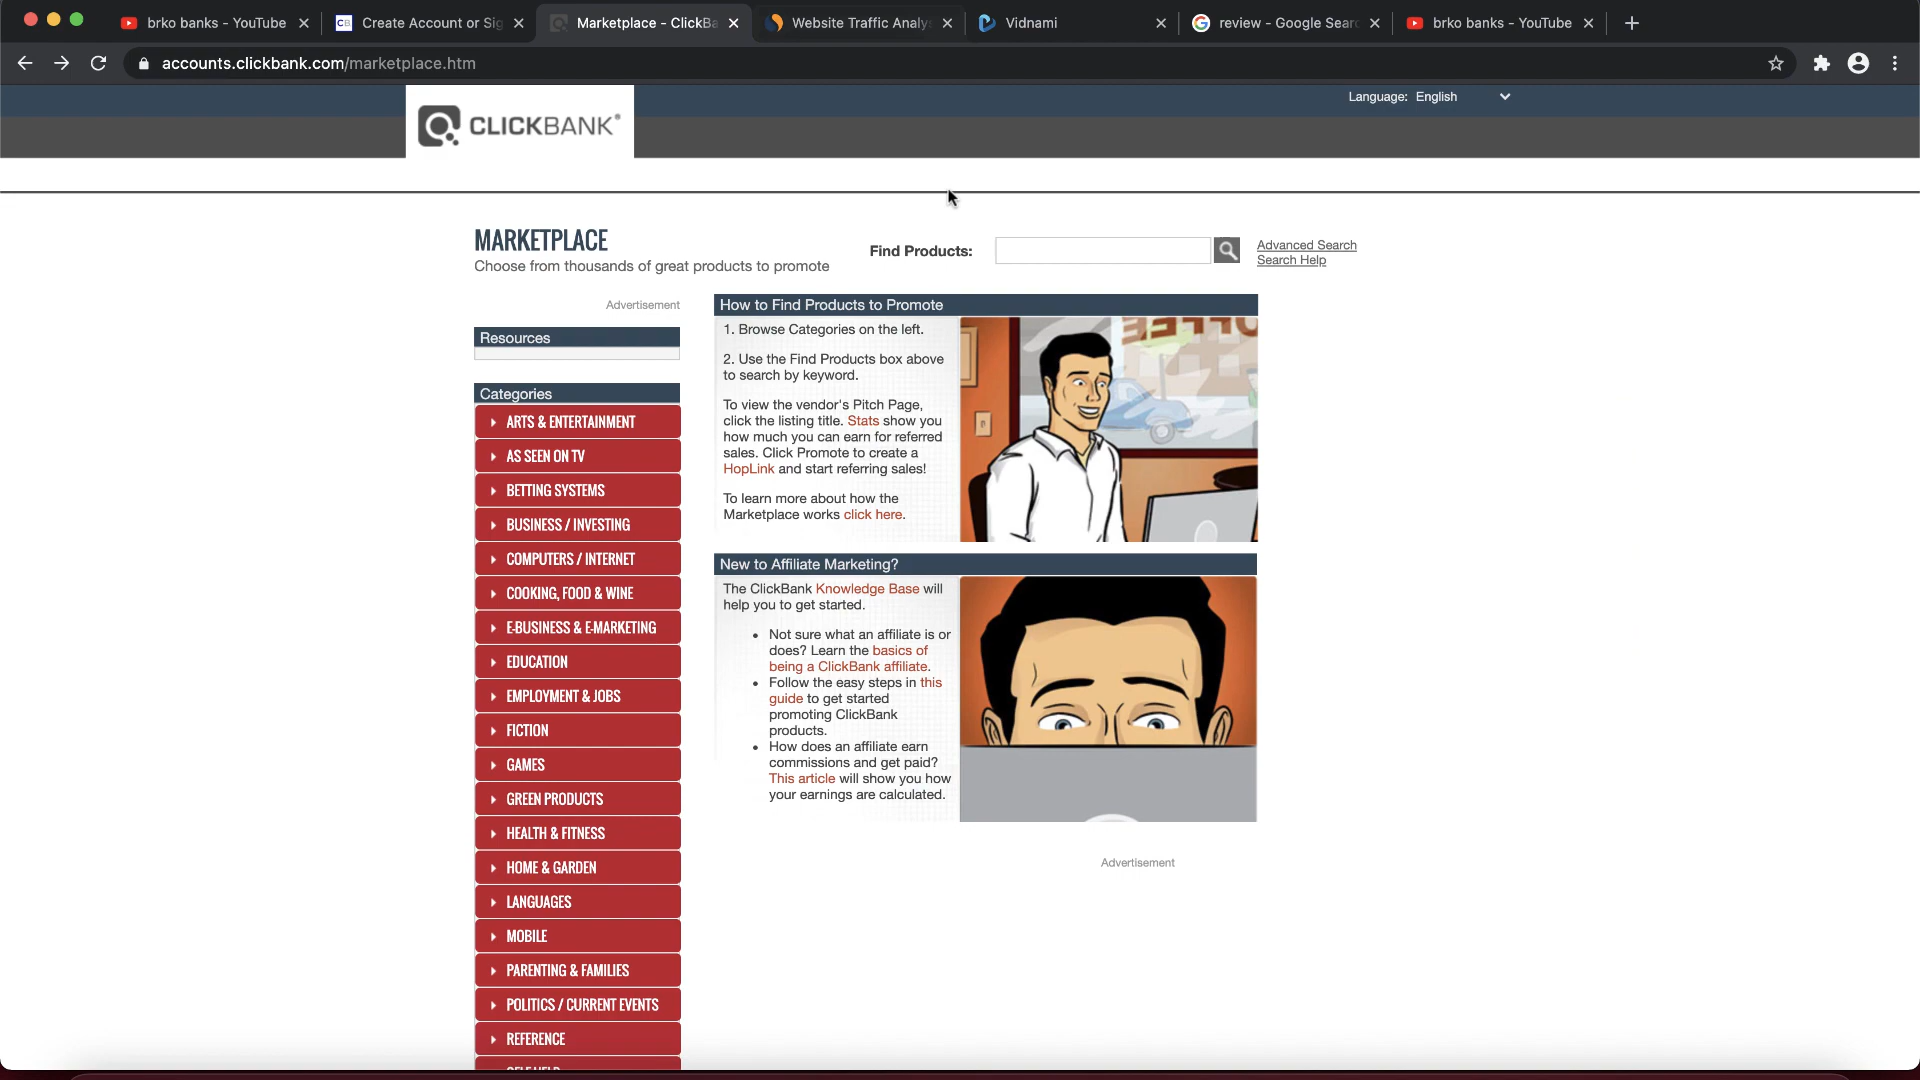 brko banks - YouTube
Create Account or Sig
Marketplace - ClickBa
Website Traffic Analys
Vidnami
review - Google Searc
brko banks - YouTube
accounts.clickbank.com/marketplace.htm
Language: English
CLICKBANK®
MARKETPLACE
Choose from thousands of great products to promote
Find Products:
Advanced Search
Search Help
Advertisement
Resources
Categories
ARTS & ENTERTAINMENT
AS SEEN ON TV
BETTING SYSTEMS
BUSINESS / INVESTING
COMPUTERS / INTERNET
COOKING, FOOD & WINE
E-BUSINESS & E-MARKETING
EDUCATION
EMPLOYMENT & JOBS
FICTION
GAMES
GREEN PRODUCTS
HEALTH & FITNESS
HOME & GARDEN
LANGUAGES
MOBILE
PARENTING & FAMILIES
POLITICS / CURRENT EVENTS
REFERENCE
How to Find Products to Promote
1. Browse Categories on the left.
2. Use the Find Products box above
to search by keyword.
To view the vendor's Pitch Page,
click the listing title. Stats show you
how much you can earn for referred
sales. Click Promote to create a
HopLink and start referring sales!
To learn more about how the
Marketplace works click here.
New to Affiliate Marketing?
The ClickBank Knowledge Base will
help you to get started.
Not sure what an affiliate is or
does? Learn the basics of
being a ClickBank affiliate.
Follow the easy steps in this
guide to get started
promoting ClickBank
products.
How does an affiliate earn
commissions and get paid?
This article will show you how
your earnings are calculated.
Advertisement